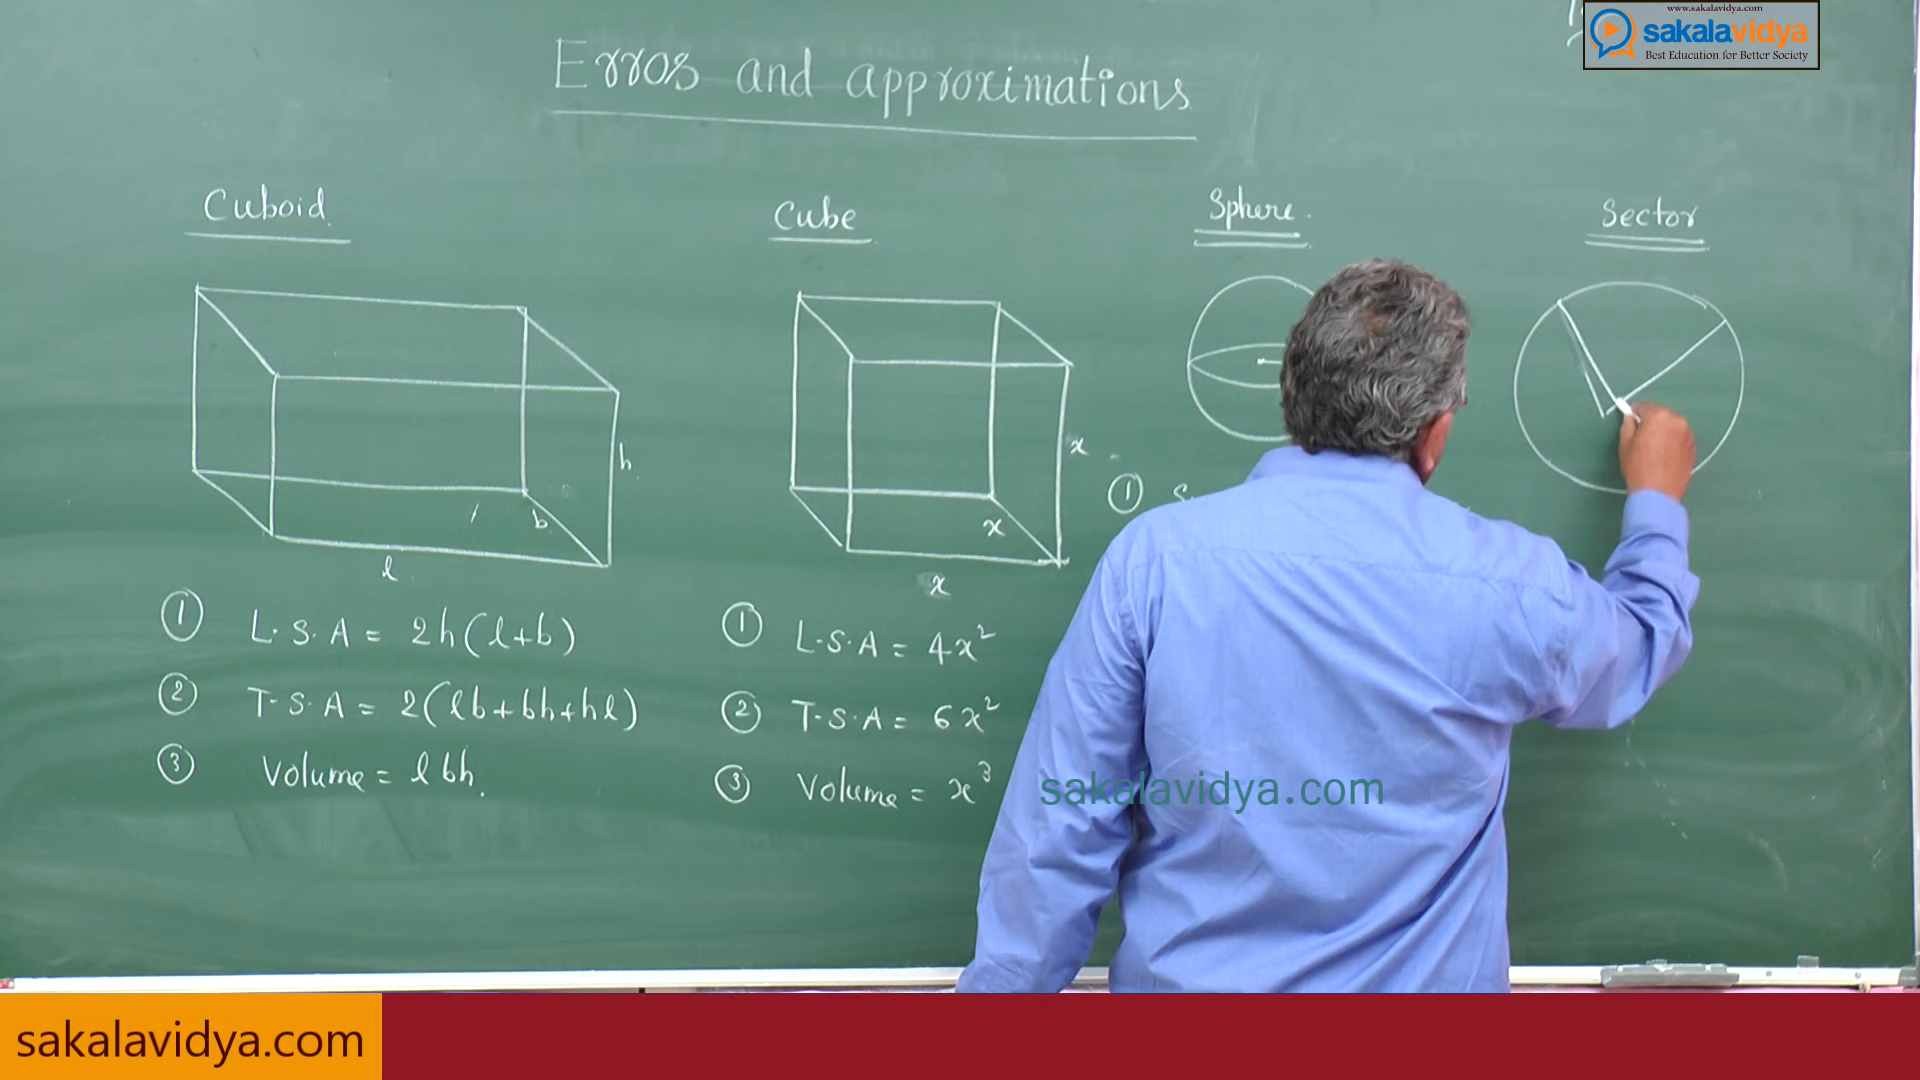 www.sakalavidya.com
sakalavidya
Best Education for Better Society
Erros and approximations
Cuboid
Cube
Sphere.
Sector
h
b
l
x
x
x
① L.S.A = 2h(l+b)
② T.S.A = 2(lb+bh+hl)
③ Volume = lbh.
① L.S.A = 4x²
② T.S.A = 6x²
③ Volume = x³
① S
sakalavidya.com
sakalavidya.com